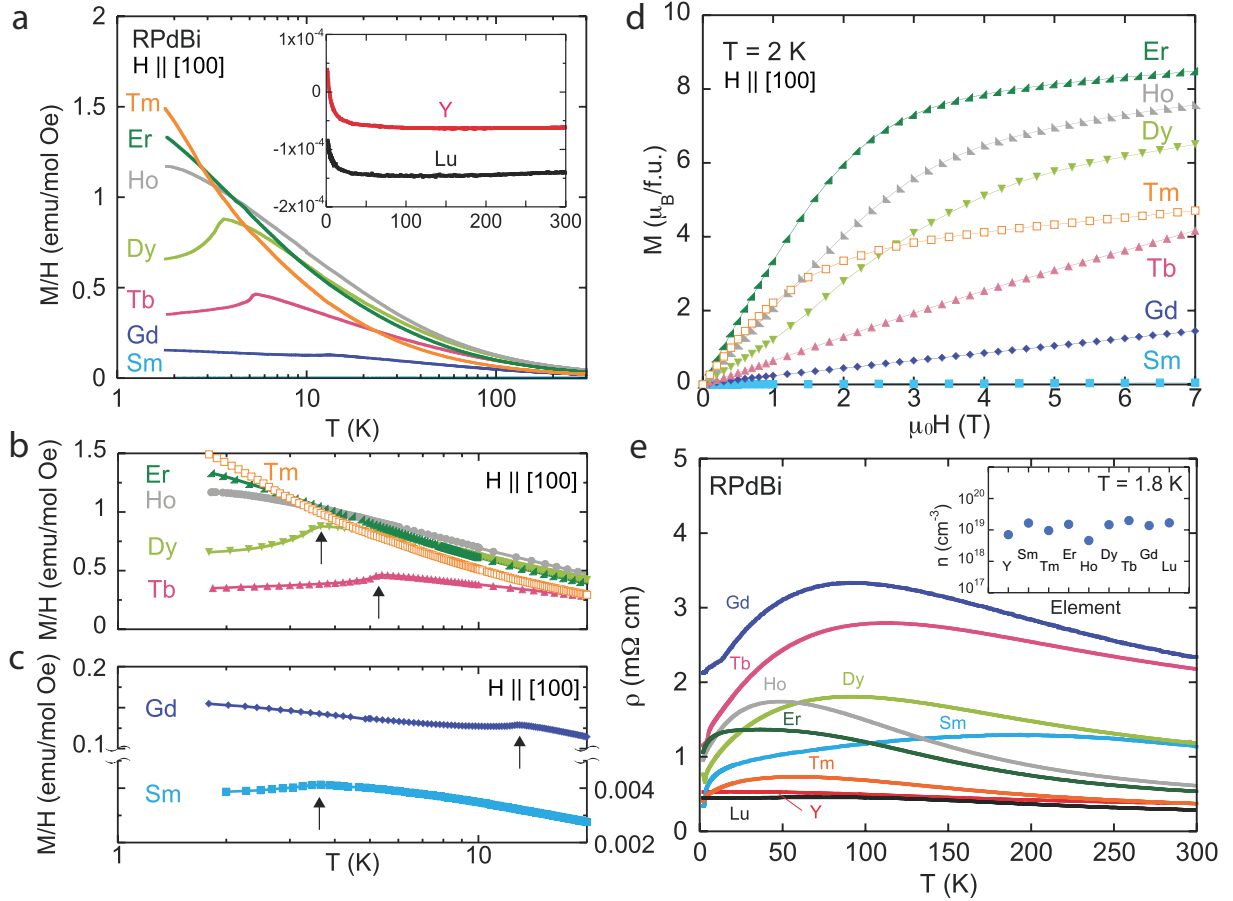 a
RPdBi
H || [100]
M/H (emu/mol Oe)
2
1.5
1
0.5
0
Tm
Er
Ho
Dy
Tb
Gd
Sm
1
10
100
T (K)
1x10⁻⁴
0
-1x10⁻⁴
-2x10⁻⁴
Y
Lu
0
100
200
300
b
M/H (emu/mol Oe)
1.5
1
0.5
0
Er
Ho
Tm
Dy
Tb
H || [100]
c
M/H (emu/mol Oe)
0.2
0.1
Gd
Sm
H || [100]
0.004
0.002
1
10
T (K)
d
T = 2 K
H || [100]
M (μB/f.u.)
10
8
6
4
2
0
Er
Ho
Dy
Tm
Tb
Gd
Sm
0
1
2
3
4
5
6
7
μ₀H (T)
e
RPdBi
ρ (mΩ cm)
5
4
3
2
1
0
Gd
Tb
Ho
Dy
Er
Sm
Tm
Lu
Y
0
50
100
150
200
250
300
T (K)
T = 1.8 K
n (cm⁻³)
10²⁰
10¹⁹
10¹⁸
10¹⁷
Y
Sm
Tm
Er
Ho
Dy
Tb
Gd
Lu
Element